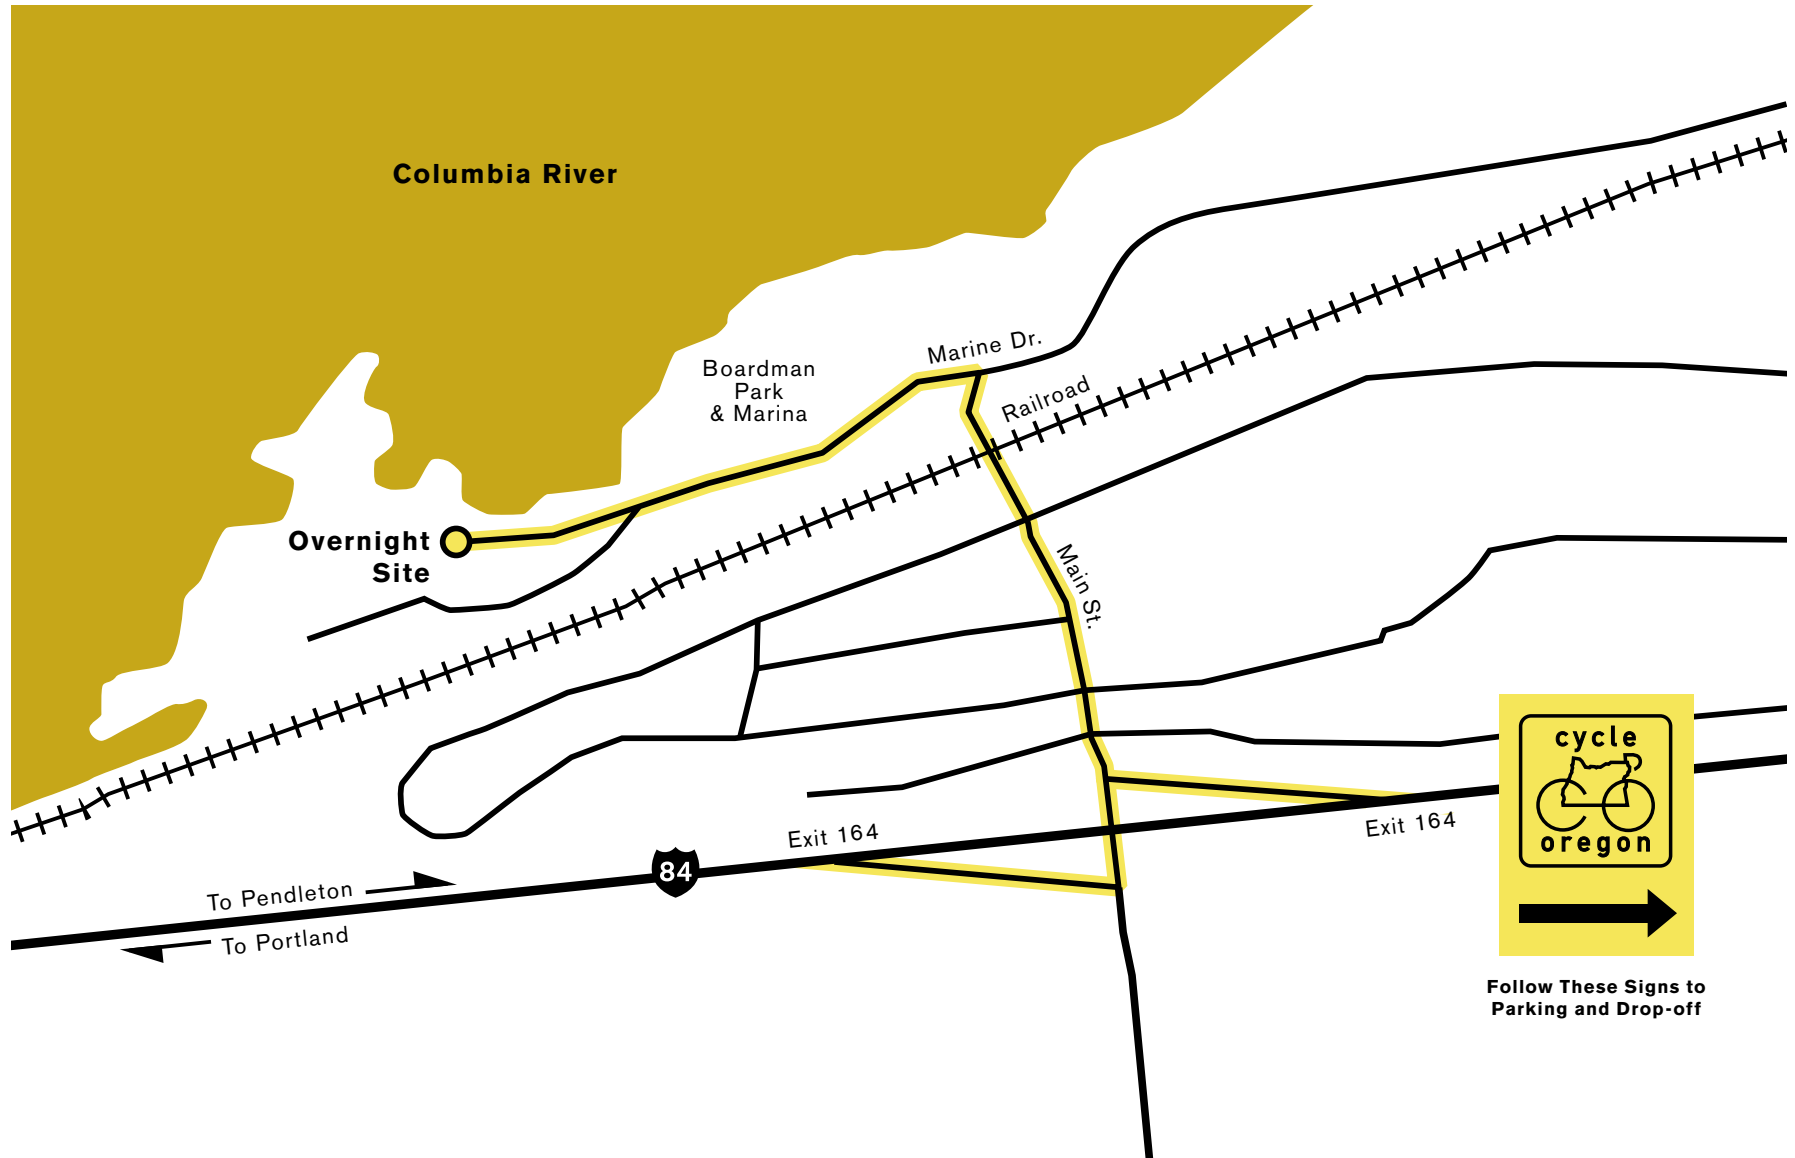 Columbia River
Marine Dr.
Boardman
Park
& Marina
Railroad
Overnight
Site
Main St.
cycle
oregon
Exit 164
Exit 164
84
To Pendleton
To Portland
Follow These Signs to
Parking and Drop-off